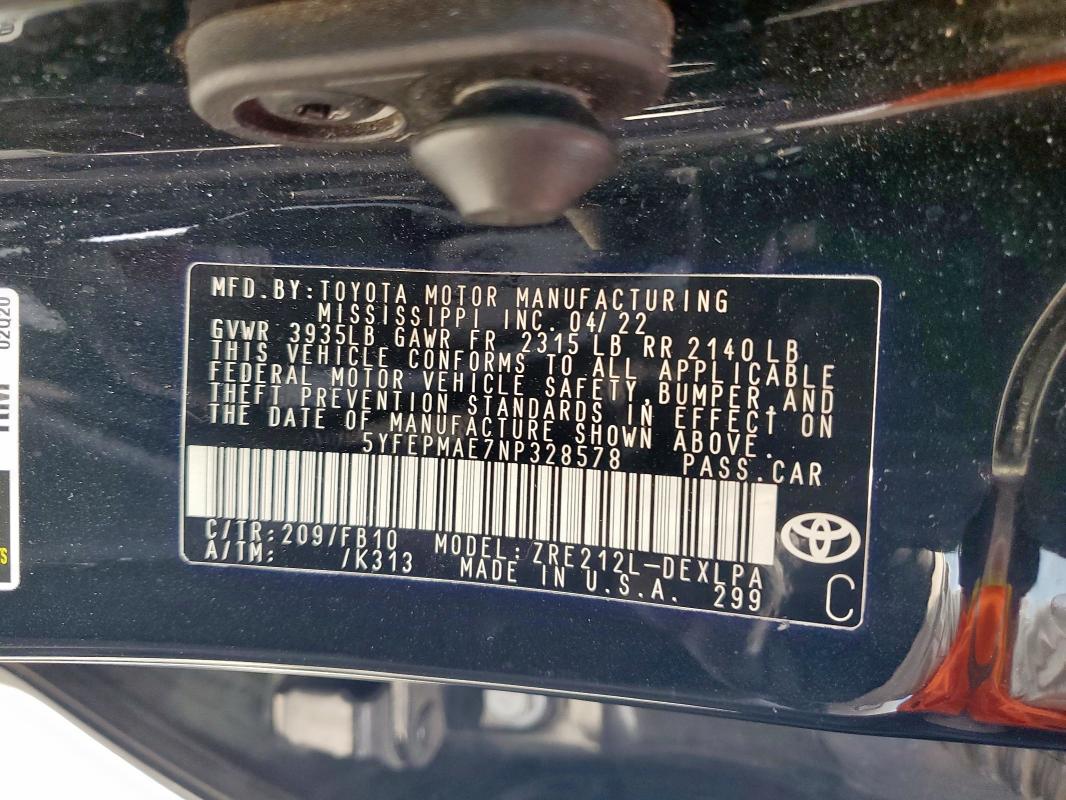 MFD.BY:TOYOTA MOTOR MANUFACTURING
MISSISSIPPI INC. 04/22
GVWR 3935LB GAWR FR 2315 LB RR 2140 LB
THIS VEHICLE CONFORMS TO ALL APPLICABLE
FEDERAL MOTOR VEHICLE SAFETY,BUMPER,AND
THEFT PREVENTION STANDARDS IN EFFECT ON
THE DATE OF MANUFACTURE SHOWN ABOVE.
5YFEPMAE7NP328578 PASS.CAR
C/TR:209/FB10 MODEL:ZRE212L-DEXLPA
A/TM: /K313 MADE IN U.S.A. 299
C
02020